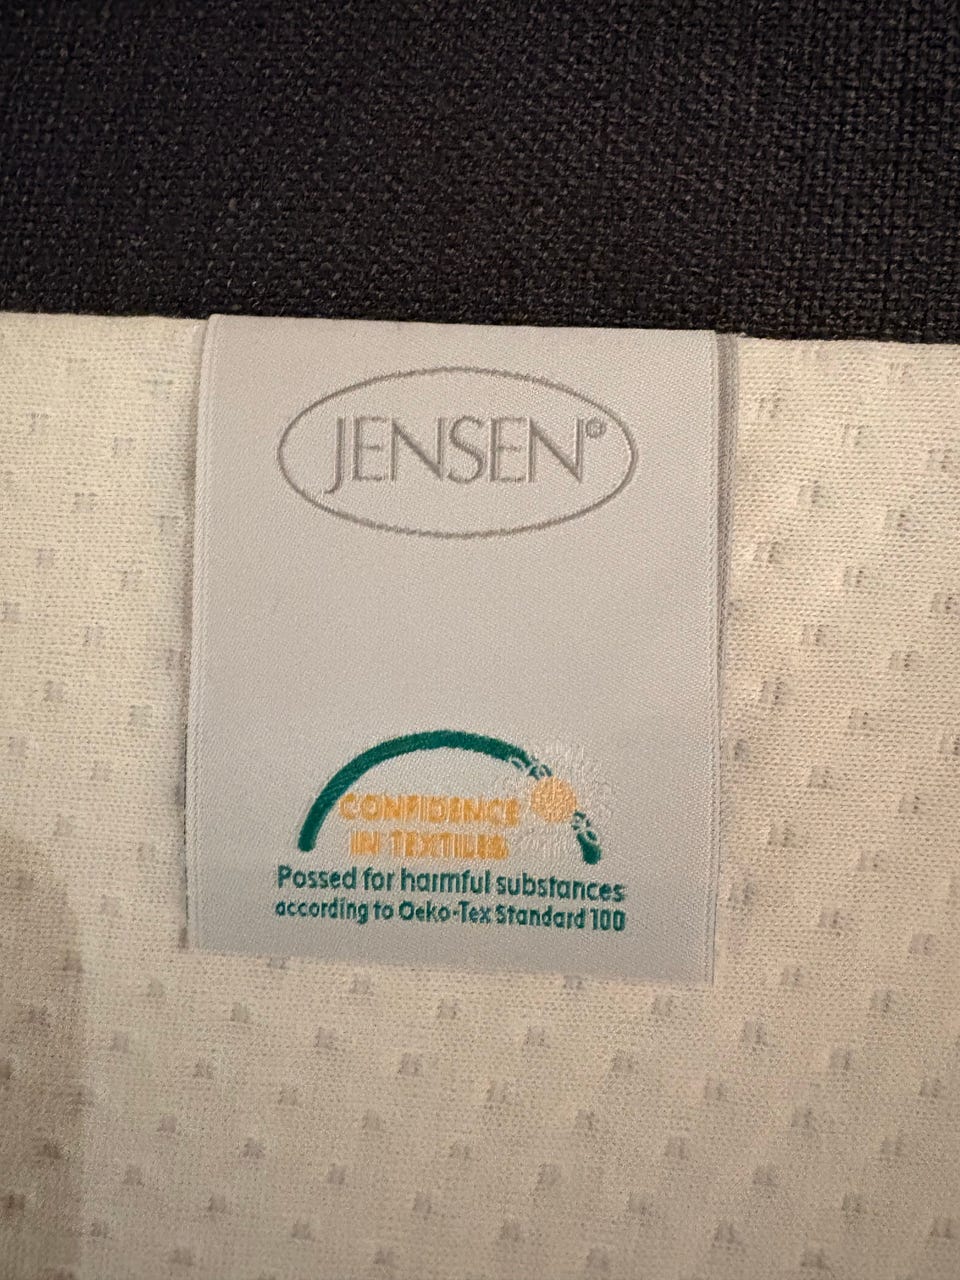 JENSEN®
CONFIDENCE
IN TEXTILES
Possed for harmful substances
according to Oeko-Tex Standard 100